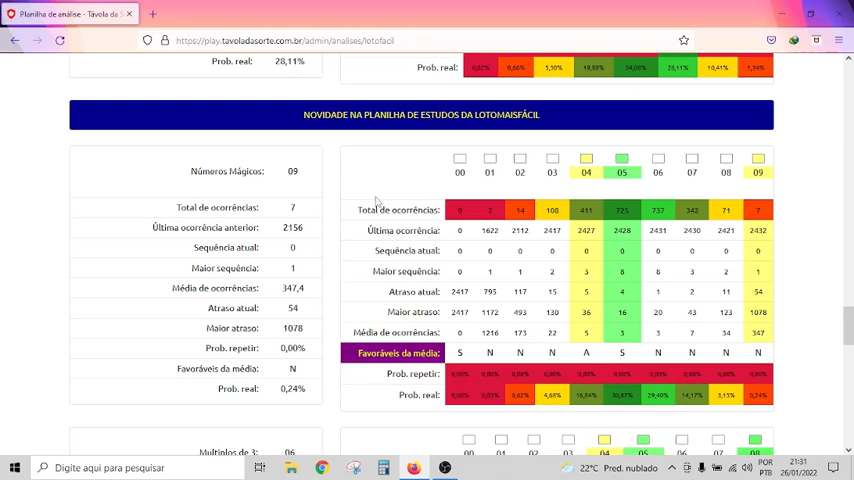 Planilha de análise - Távola da S
https://play.tavoladasorte.com.br/admin/analises/lotofacil
Prob. real: 28,11%
Prob. real: 0,02% 0,66% 5,30% 19,88% 34,08% 28,11% 10,41% 1,54%
NOVIDADE NA PLANILHA DE ESTUDOS DA LOTOMAISFÁCIL
Números Mágicos: 09
Total de ocorrências: 7
Última ocorrência anterior: 2156
Sequência atual: 0
Maior sequência: 1
Média de ocorrências: 347,4
Atraso atual: 54
Maior atraso: 1078
Prob. repetir: 0,00%
Favoráveis da média: N
Prob. real: 0,24%
00 01 02 03 04 05 06 07 08 09
Total de ocorrências: 0 2 14 108 411 725 737 342 71 7
Última ocorrência: 0 1622 2112 2417 2427 2428 2431 2430 2421 2432
Sequência atual: 0 0 0 0 0 0 0 0 0 0
Maior sequência: 0 1 1 2 3 8 8 3 2 1
Atraso atual: 2417 795 117 15 5 4 1 2 11 54
Maior atraso: 2417 1172 493 130 36 16 20 43 123 1078
Média de ocorrências: 0 1216 173 22 5 3 3 7 34 347
Favoráveis da média: S N N N A S N N N N
Prob. repetir: 0,00% 0,00% 0,00% 0,00% 0,00% 0,00% 0,00% 0,00% 0,00% 0,00%
Prob. real: 0,00% 0,03% 0,62% 4,68% 16,84% 30,87% 29,40% 14,17% 3,15% 0,24%
Multiplos de 3: 06
00 01 02 03 04 05 06 07 08
Digite aqui para pesquisar
22°C Pred. nublado
POR
PTB
21:31
26/01/2022